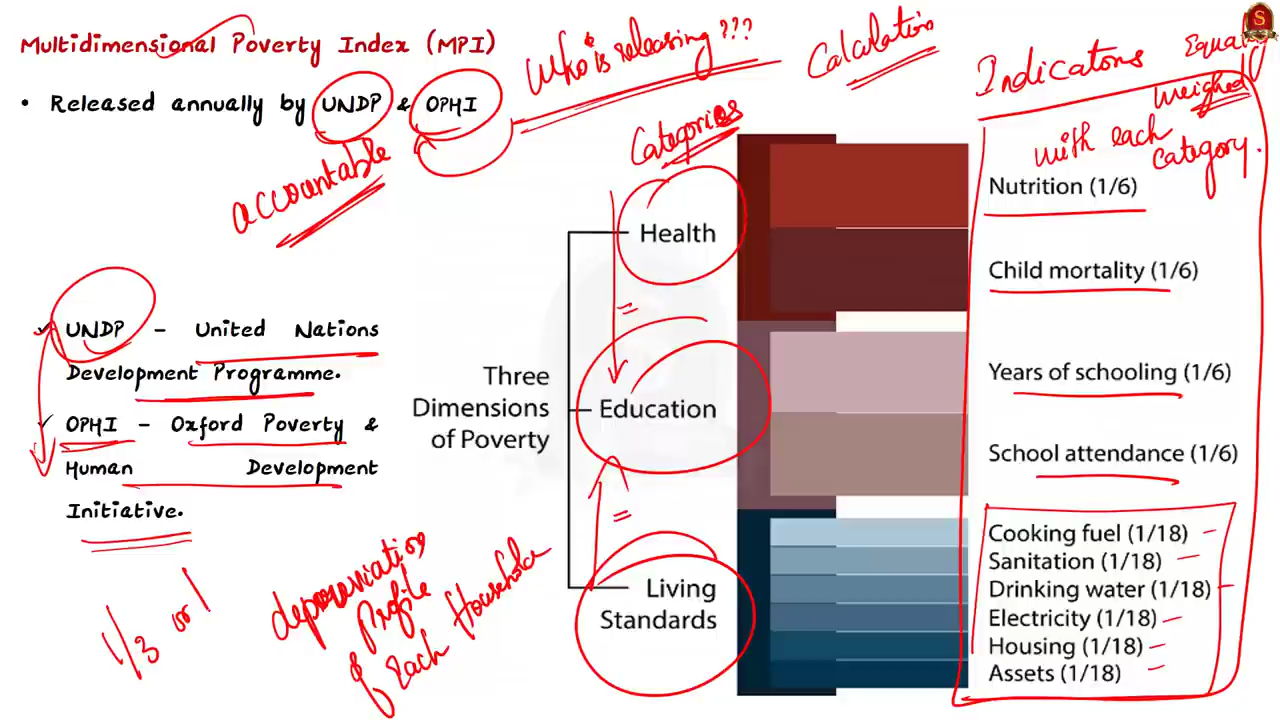 Multidimensional Poverty Index (MPI)
• Released annually by UNDP & OPHI
Who is releasing ???
accountable
✓ UNDP – United Nations
Development Programme.
✓ OPHI – Oxford Poverty &
Human Development
Initiative.
1/3 or 1
Profile
of Each Household
Calculation
Categories
Three
Dimensions
of Poverty
Health
=
Education
=
Living
Standards
Indicators Equally
weighed
with each
category.
Nutrition (1/6)
Child mortality (1/6)
Years of schooling (1/6)
School attendance (1/6)
Cooking fuel (1/18)
Sanitation (1/18)
Drinking water (1/18)
Electricity (1/18)
Housing (1/18)
Assets (1/18)
S